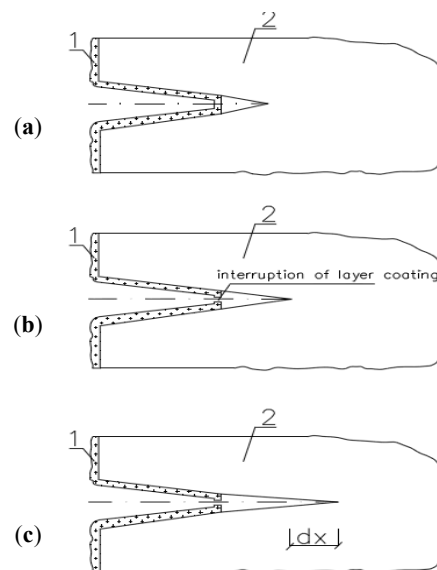 1
2
(a)
1
2
interruption of layer coating
(b)
1
2
(c)
dx